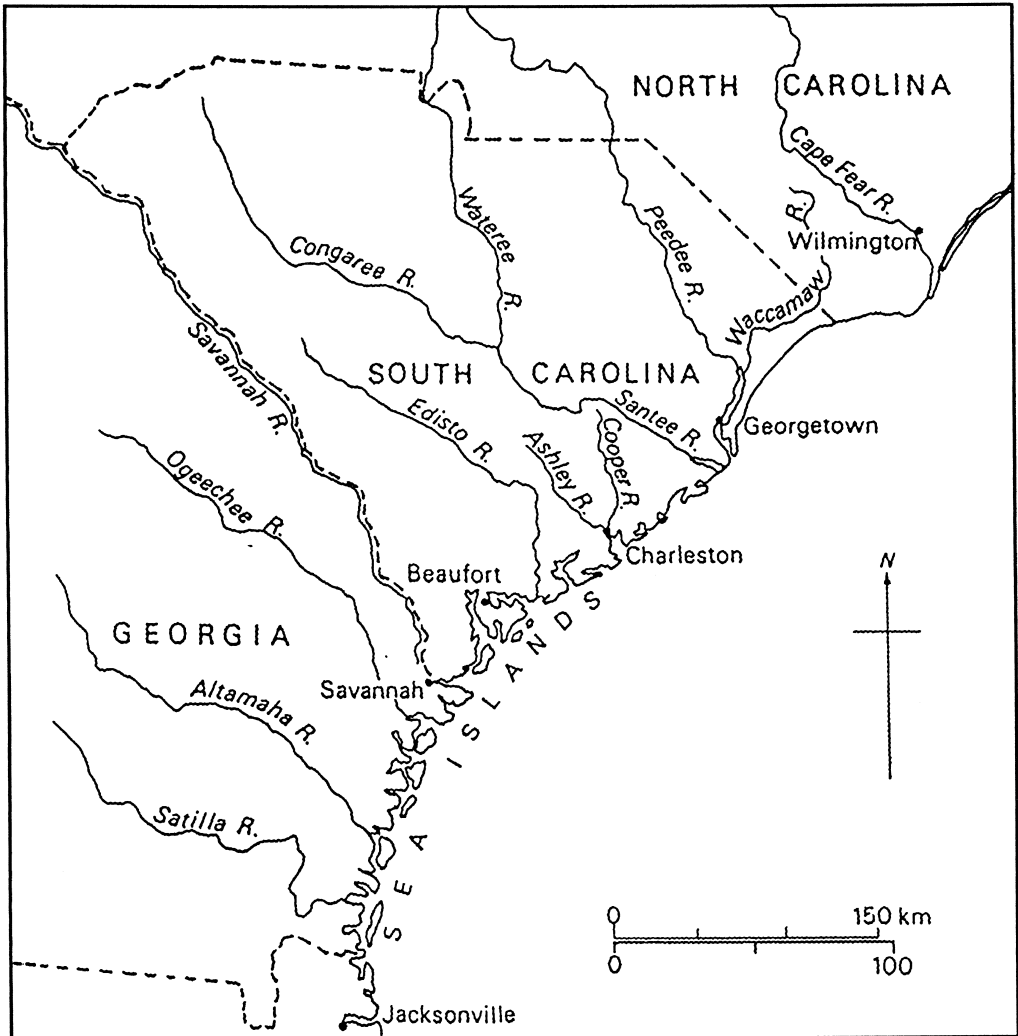 NORTH CAROLINA
Cape Fear R.
Wateree R.
Peedee R.
Waccamaw R.
Wilmington
Congaree R.
Savannah R.
SOUTH CAROLINA
Edisto R.
Santee R.
Georgetown
Ashley R.
Cooper R.
Ogeechee R.
Charleston
Beaufort
N
GEORGIA
Savannah
SEA ISLANDS
Altamaha R.
Satilla R.
0 150 km
0 100
Jacksonville